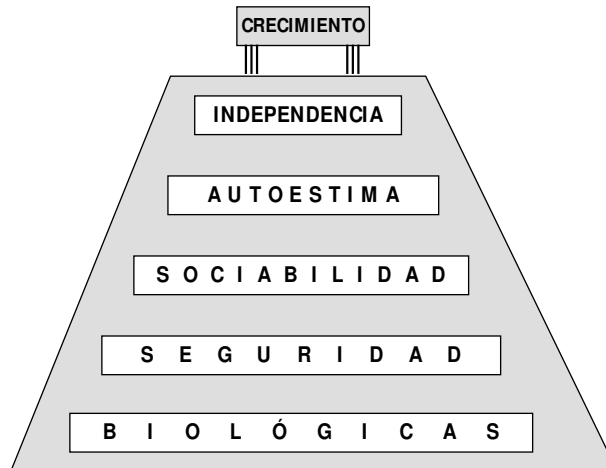 CRECIMIENTO
INDEPENDENCIA
AUTOESTIMA
SOCIABILIDAD
SEGURIDAD
BIOLÓGICAS